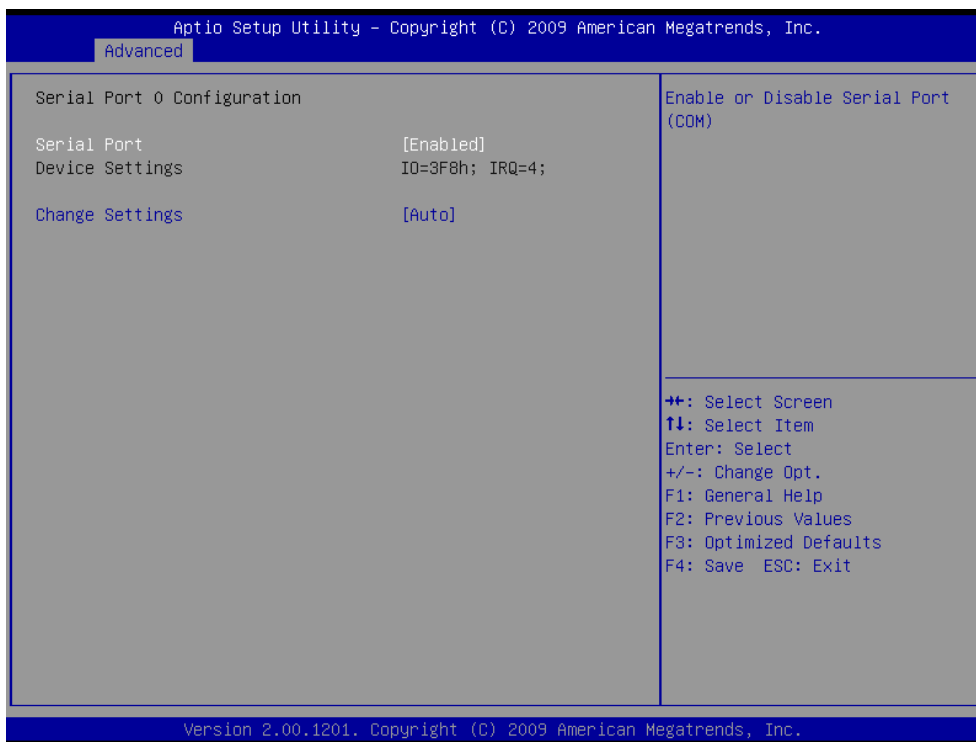 Aptio Setup Utility – Copyright (C) 2009 American Megatrends, Inc.
Advanced
Serial Port 0 Configuration
Serial Port [Enabled]
Device Settings IO=3F8h; IRQ=4;
Change Settings [Auto]
Enable or Disable Serial Port
(COM)
→←: Select Screen
↑↓: Select Item
Enter: Select
+/-: Change Opt.
F1: General Help
F2: Previous Values
F3: Optimized Defaults
F4: Save ESC: Exit
Version 2.00.1201. Copyright (C) 2009 American Megatrends, Inc.